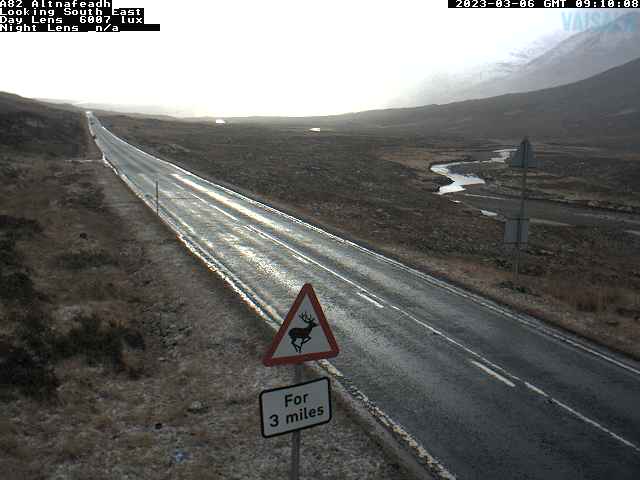 A82 Altnafeadh
Looking South East
Day Lens 6007 lux
Night Lens n/a
2023-03-06 GMT 09:10:08
VAISALA
For
3 miles